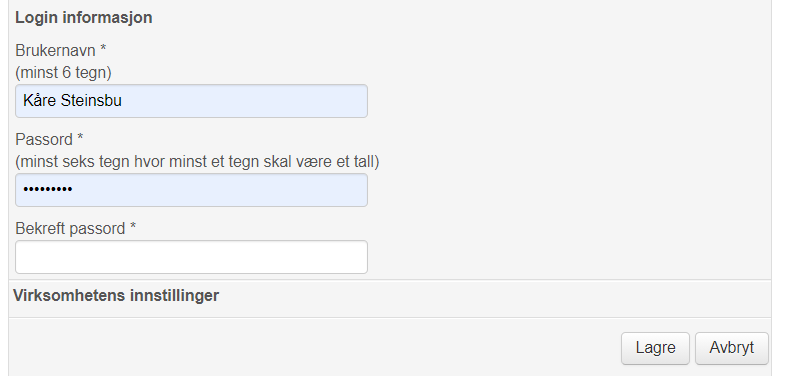 Login informasjon
Brukernavn *
(minst 6 tegn)
Kåre Steinsbu
Passord *
(minst seks tegn hvor minst et tegn skal være et tall)
•••••••••
Bekreft passord *
Virksomhetens innstillinger
Lagre Avbryt